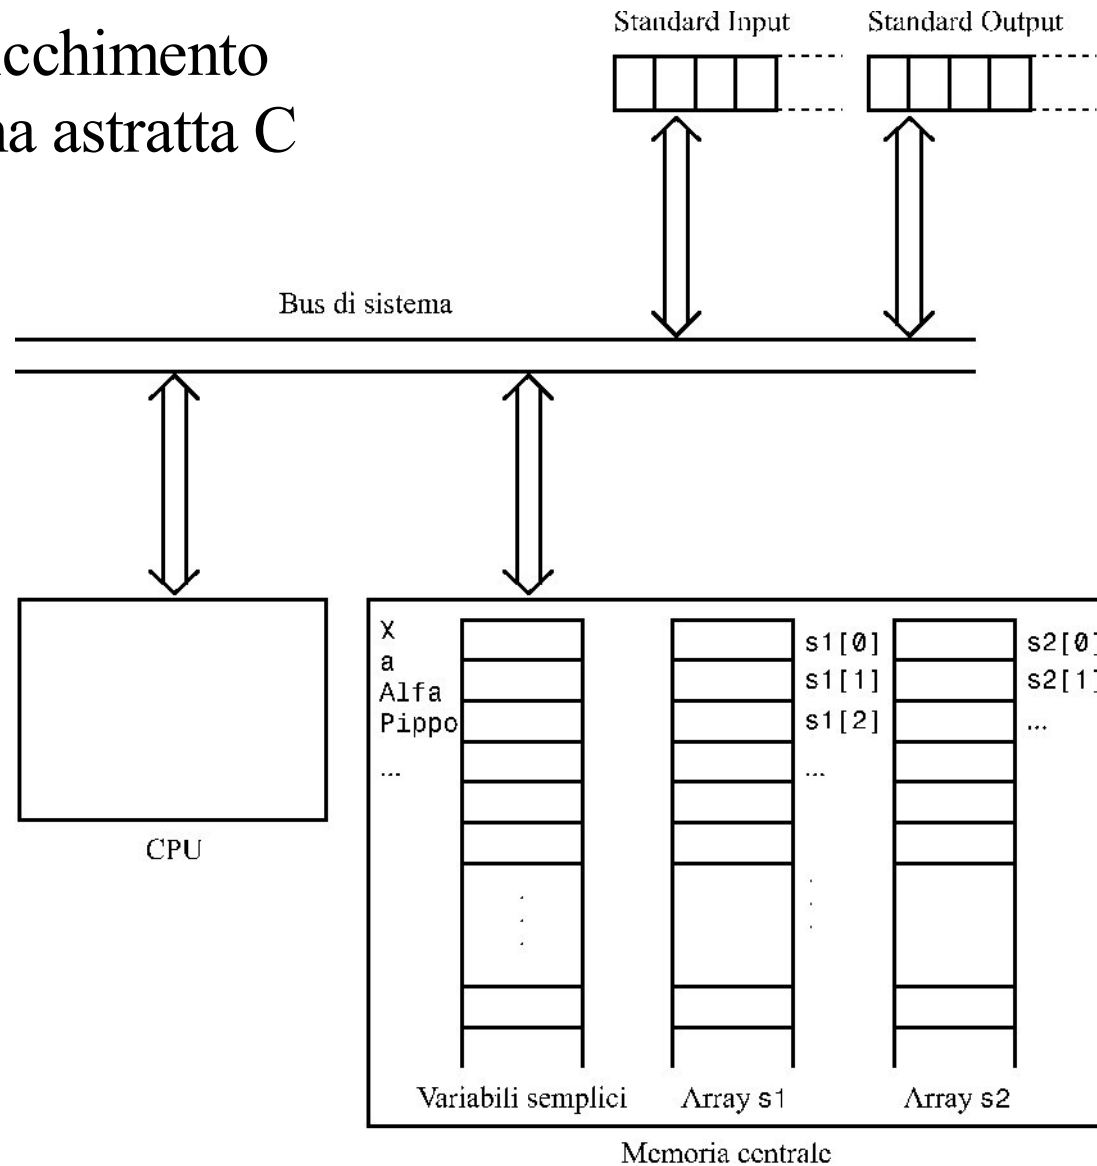 icchimento
na astratta C
Standard Input
Standard Output
Bus di sistema
CPU
x
a
Alfa
Pippo
...
s1[0]
s1[1]
s1[2]
...
s2[0]
s2[1]
...
Variabili semplici
Array s1
Array s2
Memoria centrale